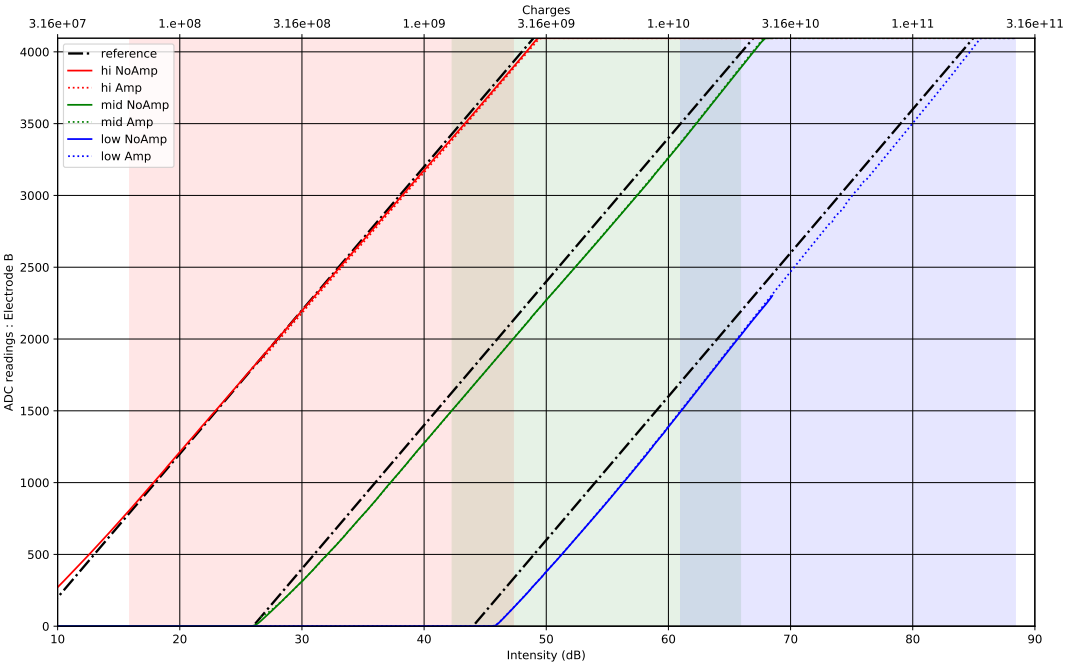 Charges
3.16e+07 1.e+08 3.16e+08 1.e+09 3.16e+09 1.e+10 3.16e+10 1.e+11 3.16e+11
reference
hi NoAmp
hi Amp
mid NoAmp
mid Amp
low NoAmp
low Amp
ADC readings : Electrode B
4000
3500
3000
2500
2000
1500
1000
500
0
10 20 30 40 50 60 70 80 90
Intensity (dB)